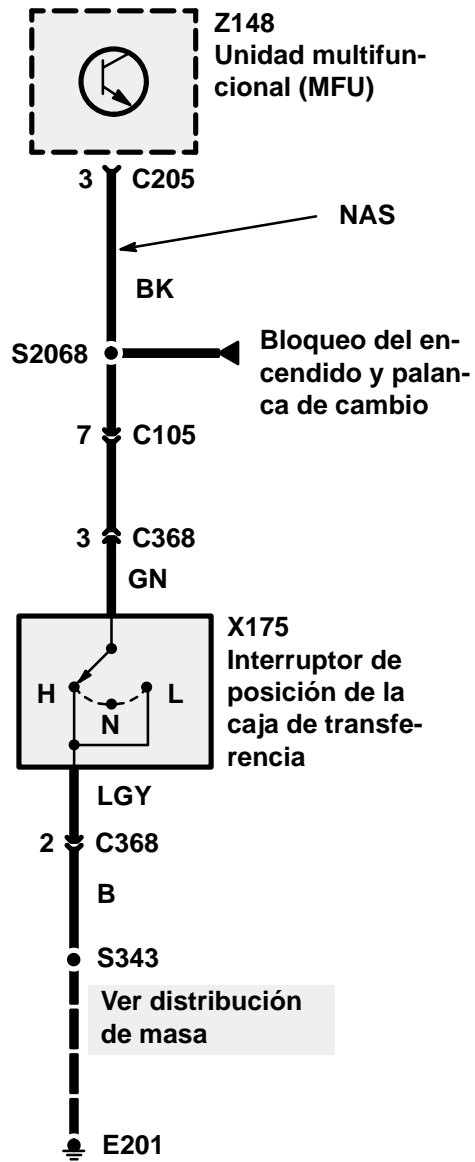 Z148
Unidad multifun-
cional (MFU)
3 C205
NAS
BK
S2068
Bloqueo del en-
cendido y palan-
ca de cambio
7 C105
3 C368
GN
X175
Interruptor de
posición de la
caja de transfe-
rencia
H L
N
LGY
2 C368
B
S343
Ver distribución
de masa
E201